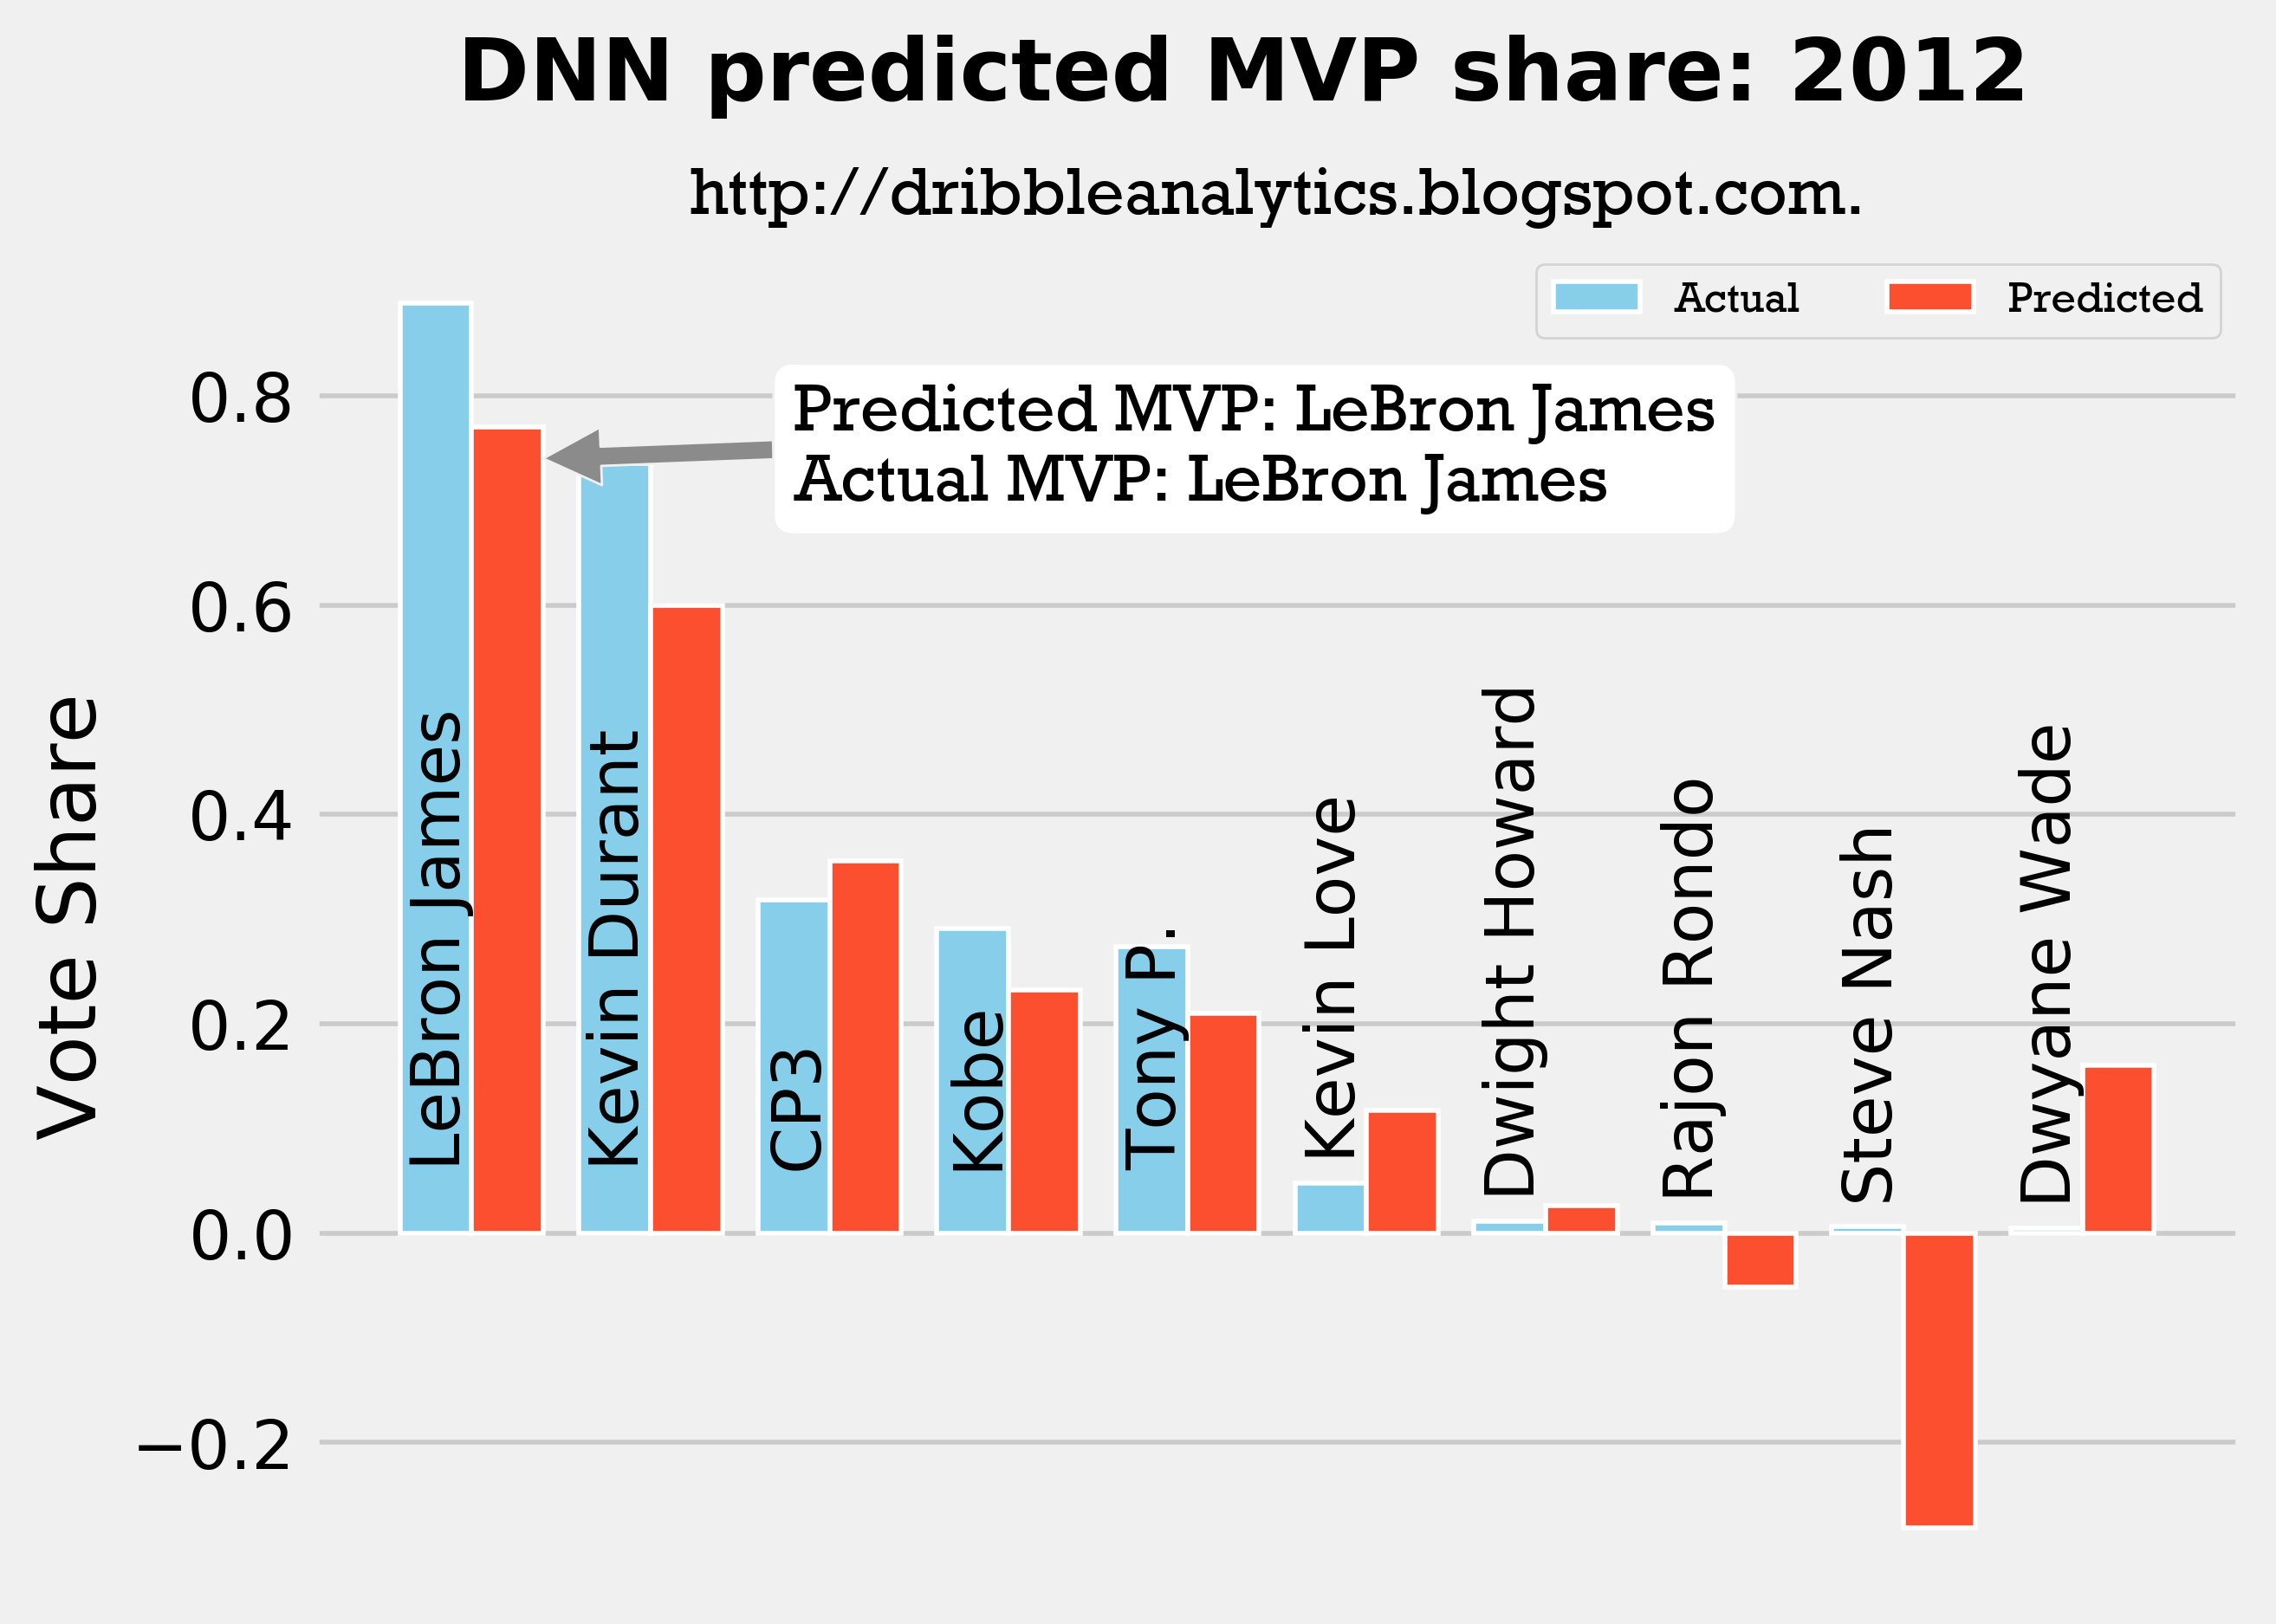 DNN predicted MVP share: 2012
http://dribbleanalytics.blogspot.com.
Actual
Predicted
Predicted MVP: LeBron James
Actual MVP: LeBron James
Vote Share
0.8
0.6
0.4
0.2
0.0
−0.2
LeBron James
Kevin Durant
CP3
Kobe
Tony P.
Kevin Love
Dwight Howard
Rajon Rondo
Steve Nash
Dwyane Wade